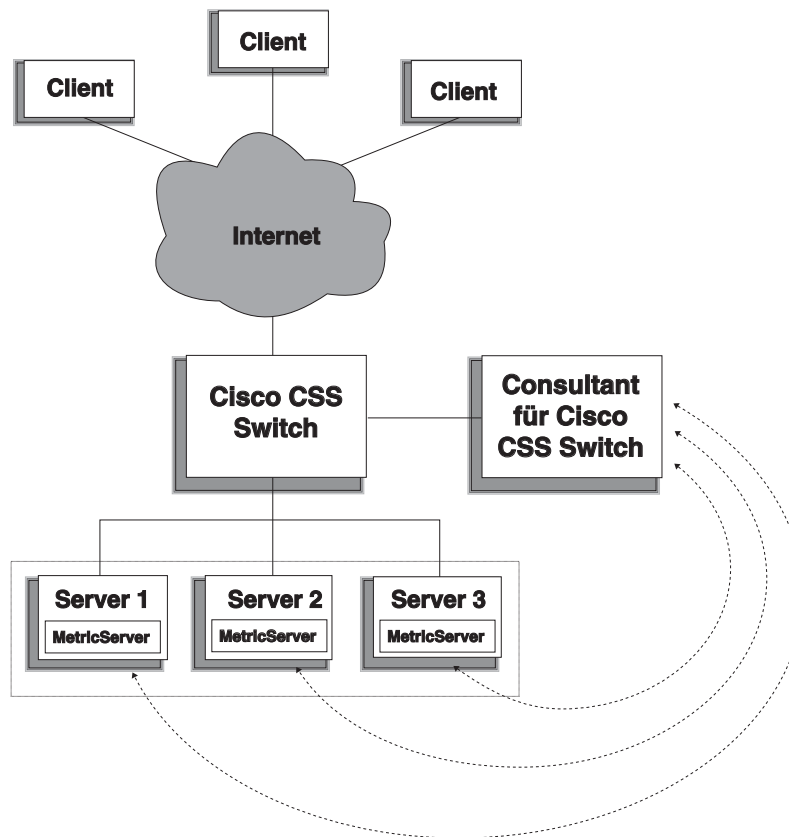 Client
Client
Client
Internet
Cisco CSS
Switch
Consultant
für Cisco
CSS Switch
Server 1
MetricServer
Server 2
MetricServer
Server 3
MetricServer